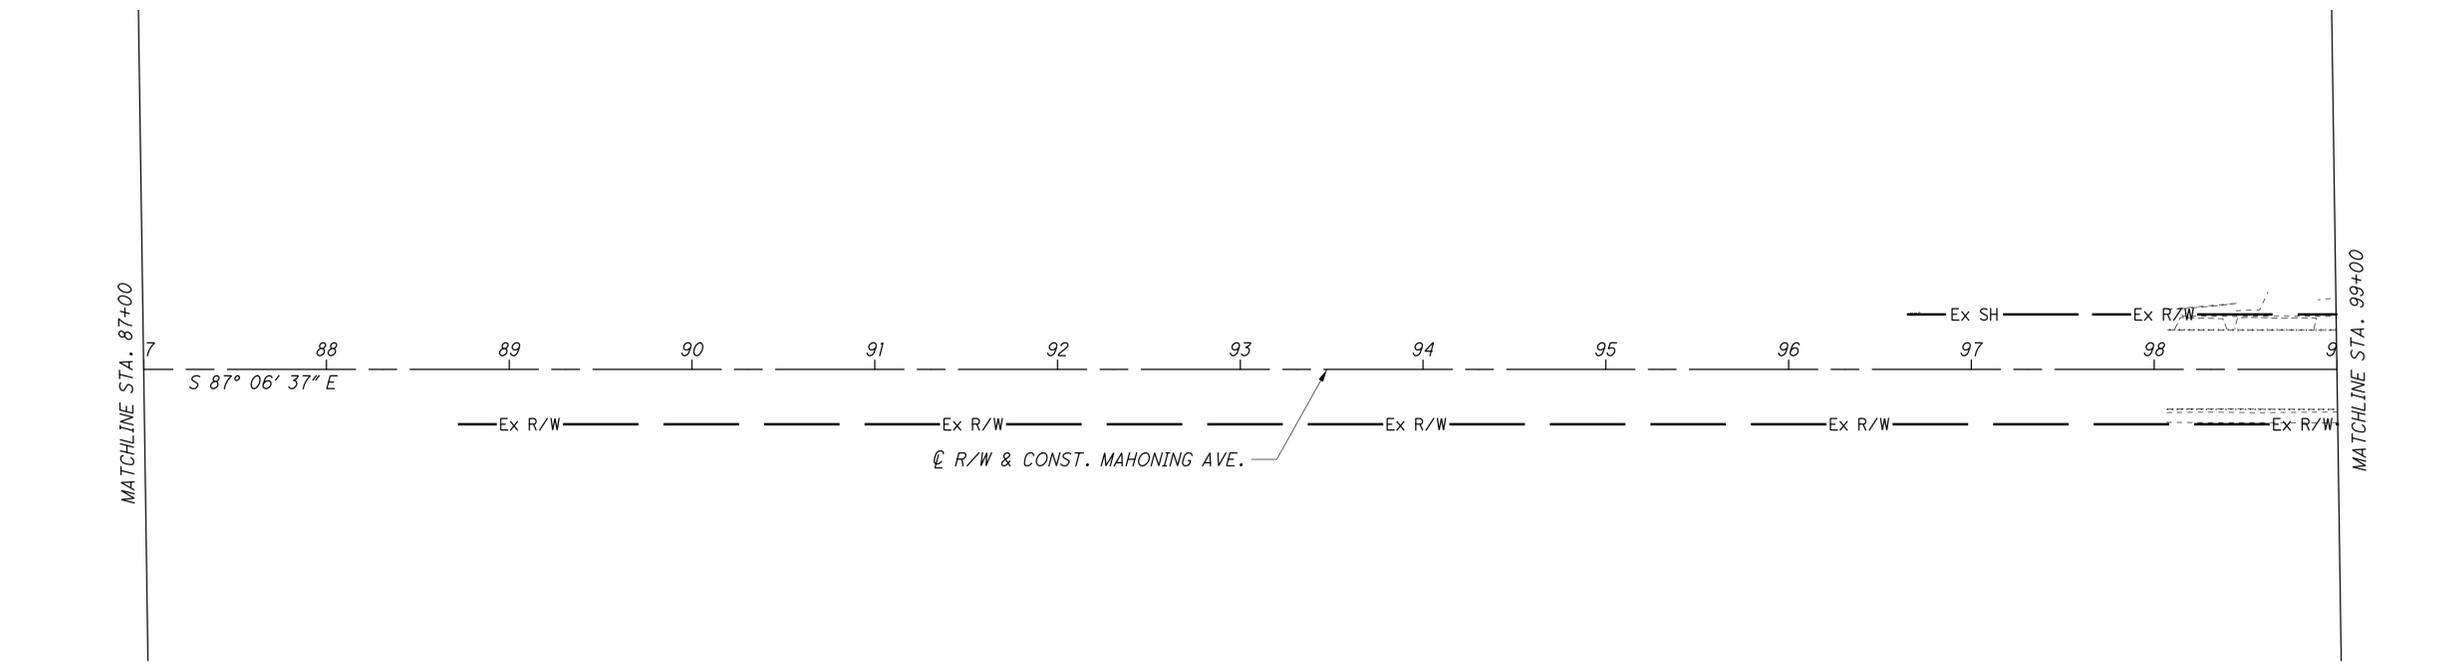 MATCHLINE STA. 87+00
MATCHLINE STA. 99+00
Ex SH
Ex R/W
7 88 89 90 91 92 93 94 95 96 97 98 9
S 87° 06' 37" E
Ex R/W Ex R/W Ex R/W Ex R/W Ex R/W
℄ R/W & CONST. MAHONING AVE.